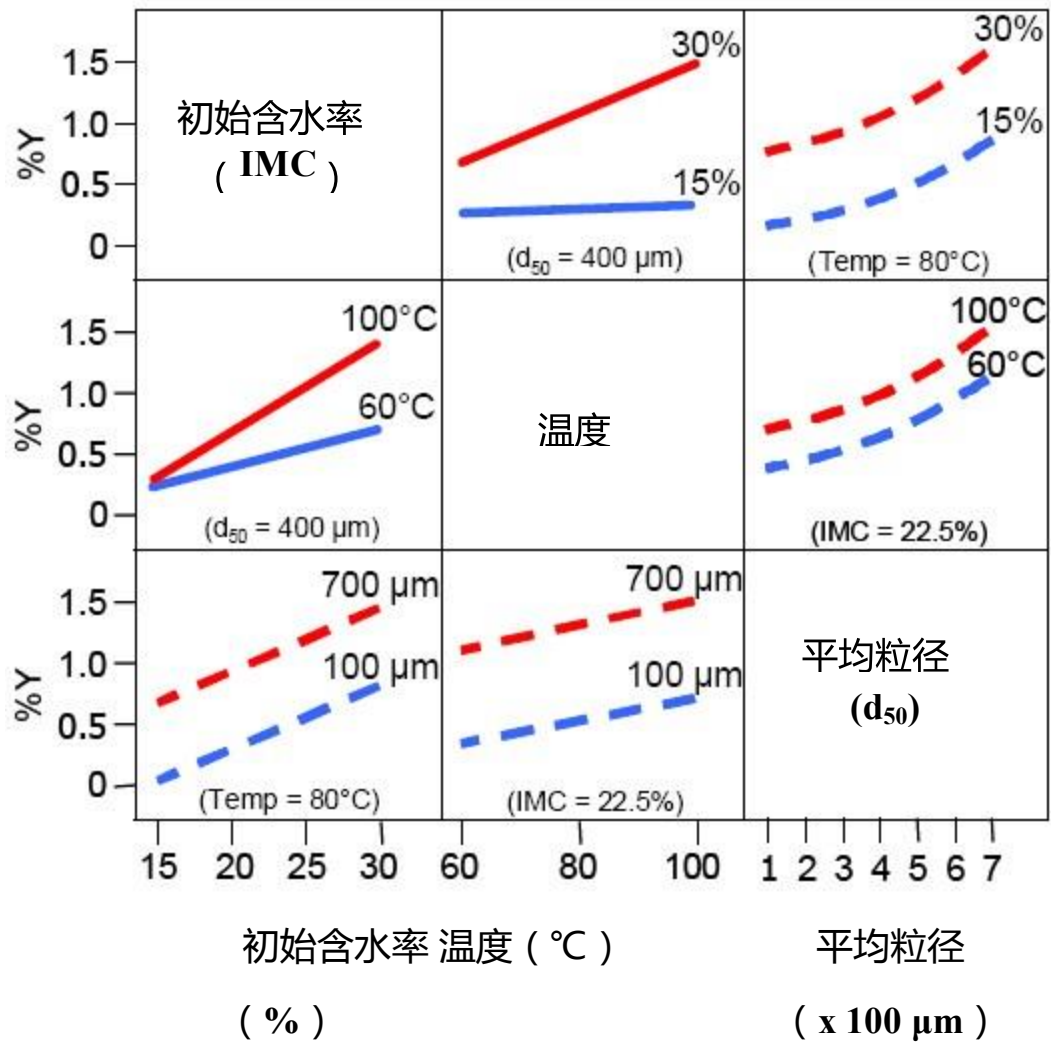 30%
1.5
30%
初始含水率
1.0
15%
%Y
（ IMC ）
0.5
15%
0
(d₅₀ = 400 μm)
(Temp = 80°C)
1.5
100°C
100°C
1.0
60°C
60°C
%Y
温度
0.5
0
(d₅₀ = 400 μm)
(IMC = 22.5%)
1.5
700 μm
700 μm
1.0
100 μm
100 μm
平均粒径
%Y
(d₅₀)
0.5
0
(Temp = 80°C)
(IMC = 22.5%)
15 20 25 30 60 80 100 1 2 3 4 5 6 7
初始含水率 温度（℃） 平均粒径
（ % ） （ x 100 μm ）